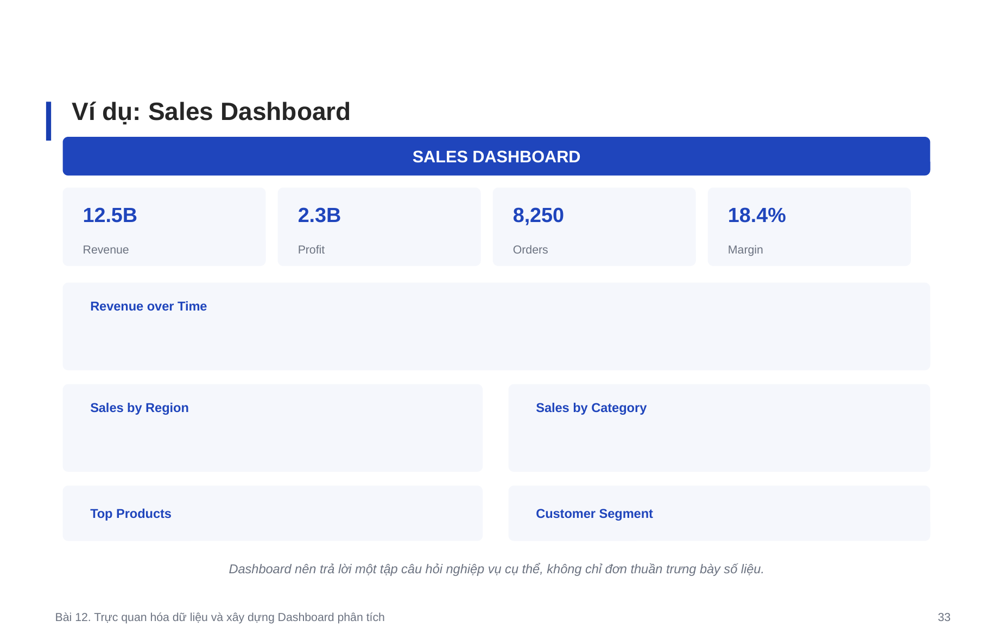 Ví dụ: Sales Dashboard
SALES DASHBOARD
12.5B
Revenue
2.3B
Profit
8,250
Orders
18.4%
Margin
Revenue over Time
Sales by Region
Sales by Category
Top Products
Customer Segment
Dashboard nên trả lời một tập câu hỏi nghiệp vụ cụ thể, không chỉ đơn thuần trưng bày số liệu.
Bài 12. Trực quan hóa dữ liệu và xây dựng Dashboard phân tích
33